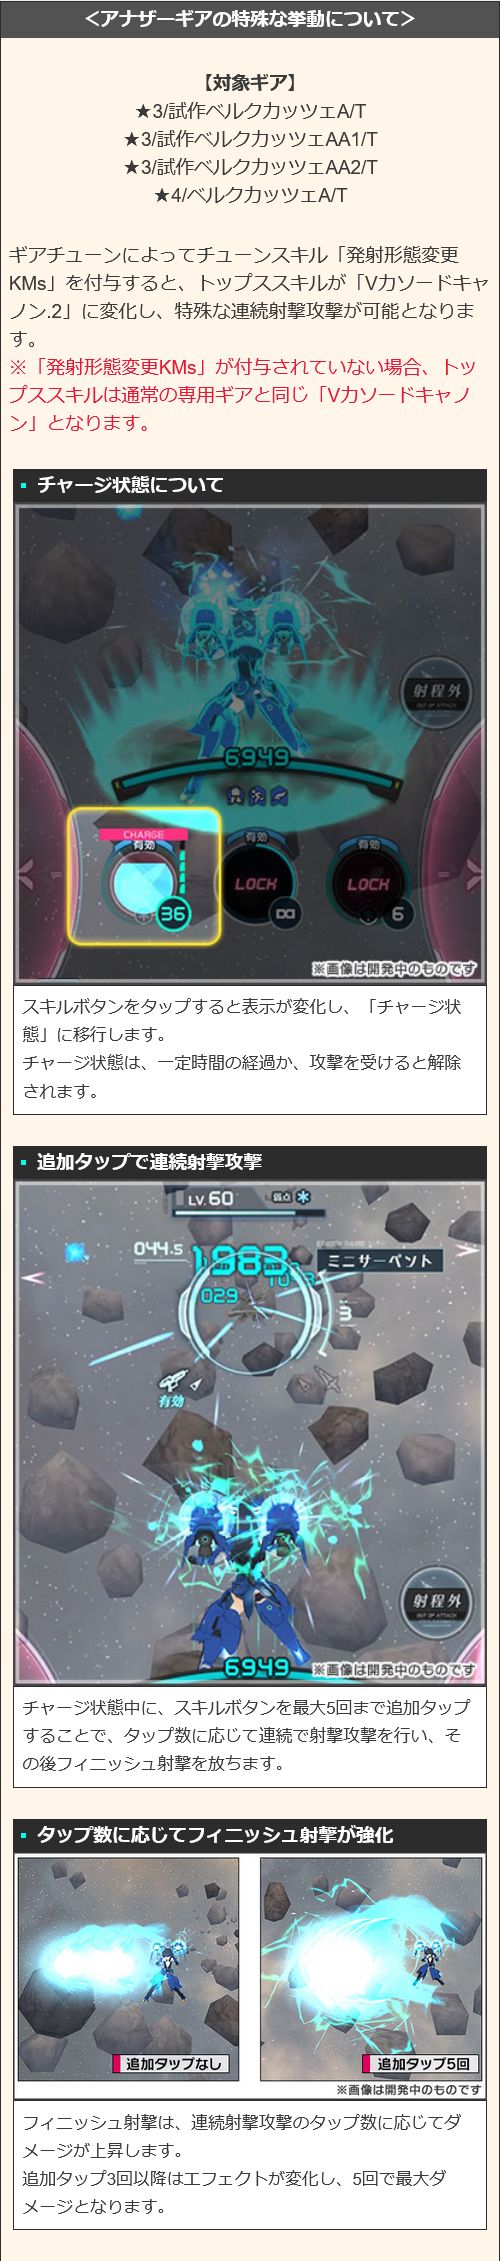 ＜アナザーギアの特殊な挙動について＞
【対象ギア】
★3/試作ベルクカッツェA/T
★3/試作ベルクカッツェAA1/T
★3/試作ベルクカッツェAA2/T
★4/ベルクカッツェA/T
ギアチューンによってチューンスキル「発射形態変更
KMs」を付与すると、トップススキルが「Vカソードキャ
ノン.2」に変化し、特殊な連続射撃攻撃が可能となりま
す。
※「発射形態変更KMs」が付与されていない場合、トッ
プススキルは通常の専用ギアと同じ「Vカソードキャノ
ン」となります。
チャージ状態について
射程外
OUT OF ATTACK
6949
CHARGE
有効
有効
有効
LOCK
LOCK
36
6
※画像は開発中のものです
スキルボタンをタップすると表示が変化し、「チャージ状
態」に移行します。
チャージ状態は、一定時間の経過か、攻撃を受けると解除
されます。
追加タップで連続射撃攻撃
LV.60
弱点
044.5
1983
ミニサーペント
029
3
有効
射程外
OUT OF ATTACK
6949
※画像は開発中のものです
チャージ状態中に、スキルボタンを最大5回まで追加タップ
することで、タップ数に応じて連続で射撃攻撃を行い、そ
の後フィニッシュ射撃を放ちます。
タップ数に応じてフィニッシュ射撃が強化
追加タップなし
追加タップ5回
※画像は開発中のものです
フィニッシュ射撃は、連続射撃攻撃のタップ数に応じてダ
メージが上昇します。
追加タップ3回以降はエフェクトが変化し、5回で最大ダ
メージとなります。